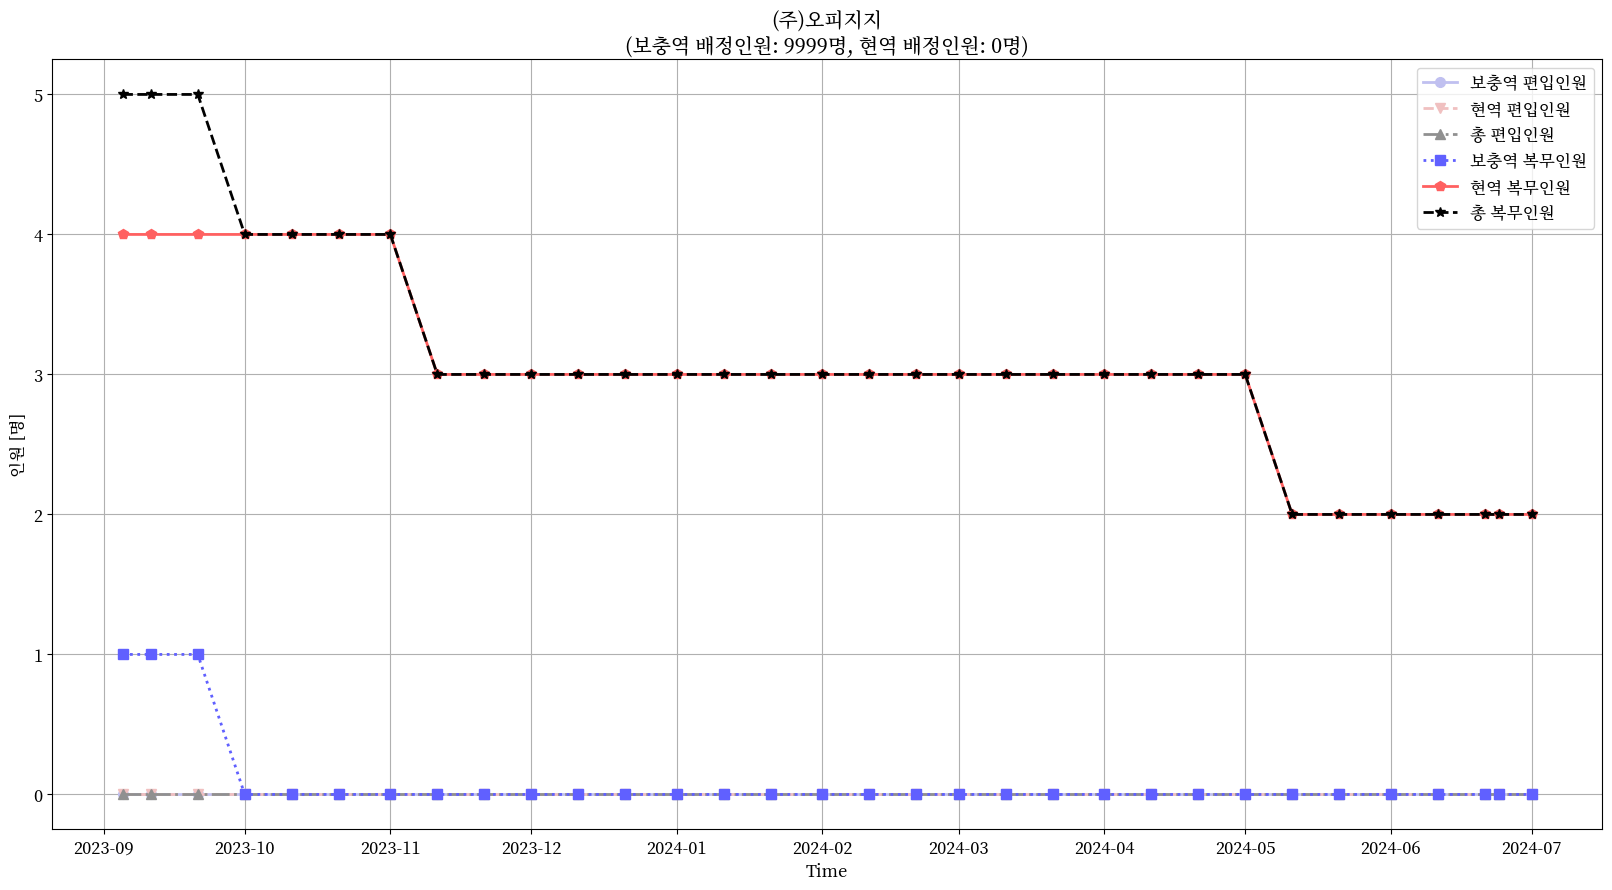 (주)오피지지
(보충역 배정인원: 9999명, 현역 배정인원: 0명)
보충역 편입인원
현역 편입인원
총 편입인원
보충역 복무인원
현역 복무인원
총 복무인원
인원 [명]
5
4
3
2
1
0
2023-09 2023-10 2023-11 2023-12 2024-01 2024-02 2024-03 2024-04 2024-05 2024-06 2024-07
Time